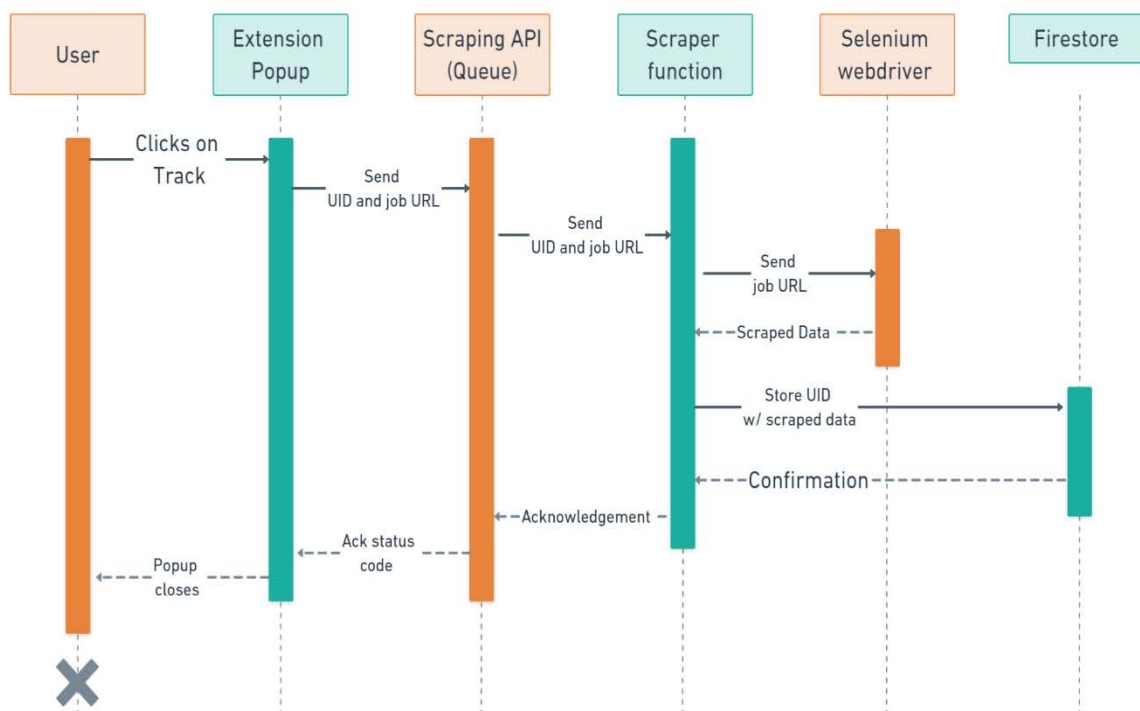 User
Extension
Popup
Scraping API
(Queue)
Scraper
function
Selenium
webdriver
Firestore
Clicks on
Track
Send
UID and job URL
Send
UID and job URL
Send
job URL
Scraped Data
Store UID
w/ scraped data
Confirmation
Acknowledgement
Ack status
code
Popup
closes